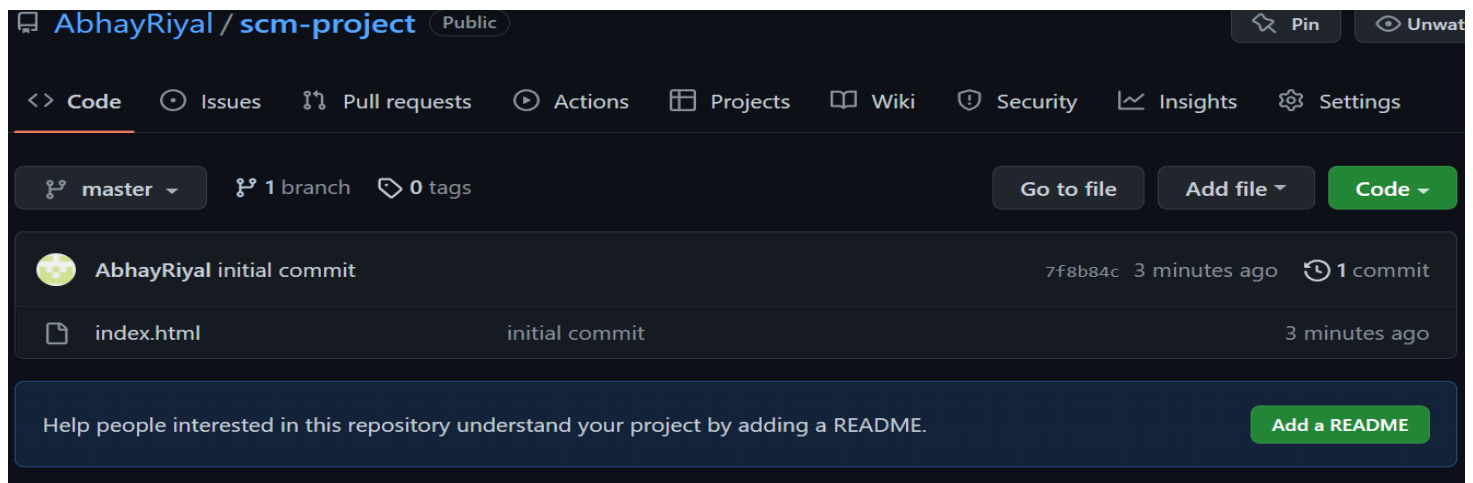 AbhayRiyal / scm-project Public Pin Unwat
<> Code Issues Pull requests Actions Projects Wiki Security Insights Settings
master 1 branch 0 tags Go to file Add file Code
AbhayRiyal initial commit 7f8b84c 3 minutes ago 1 commit
index.html initial commit 3 minutes ago
Help people interested in this repository understand your project by adding a README. Add a README